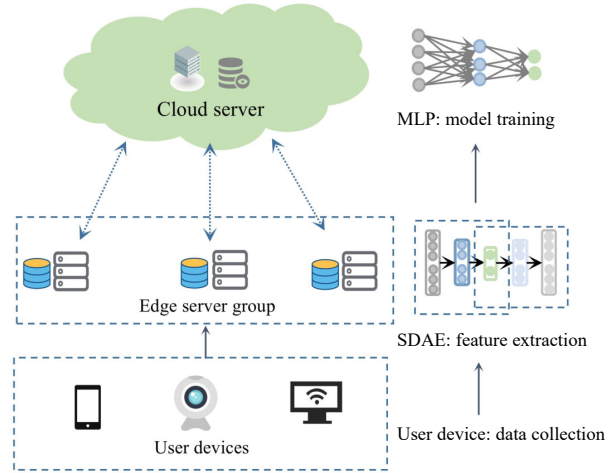 Cloud server
MLP: model training
Edge server group
SDAE: feature extraction
User devices
User device: data collection